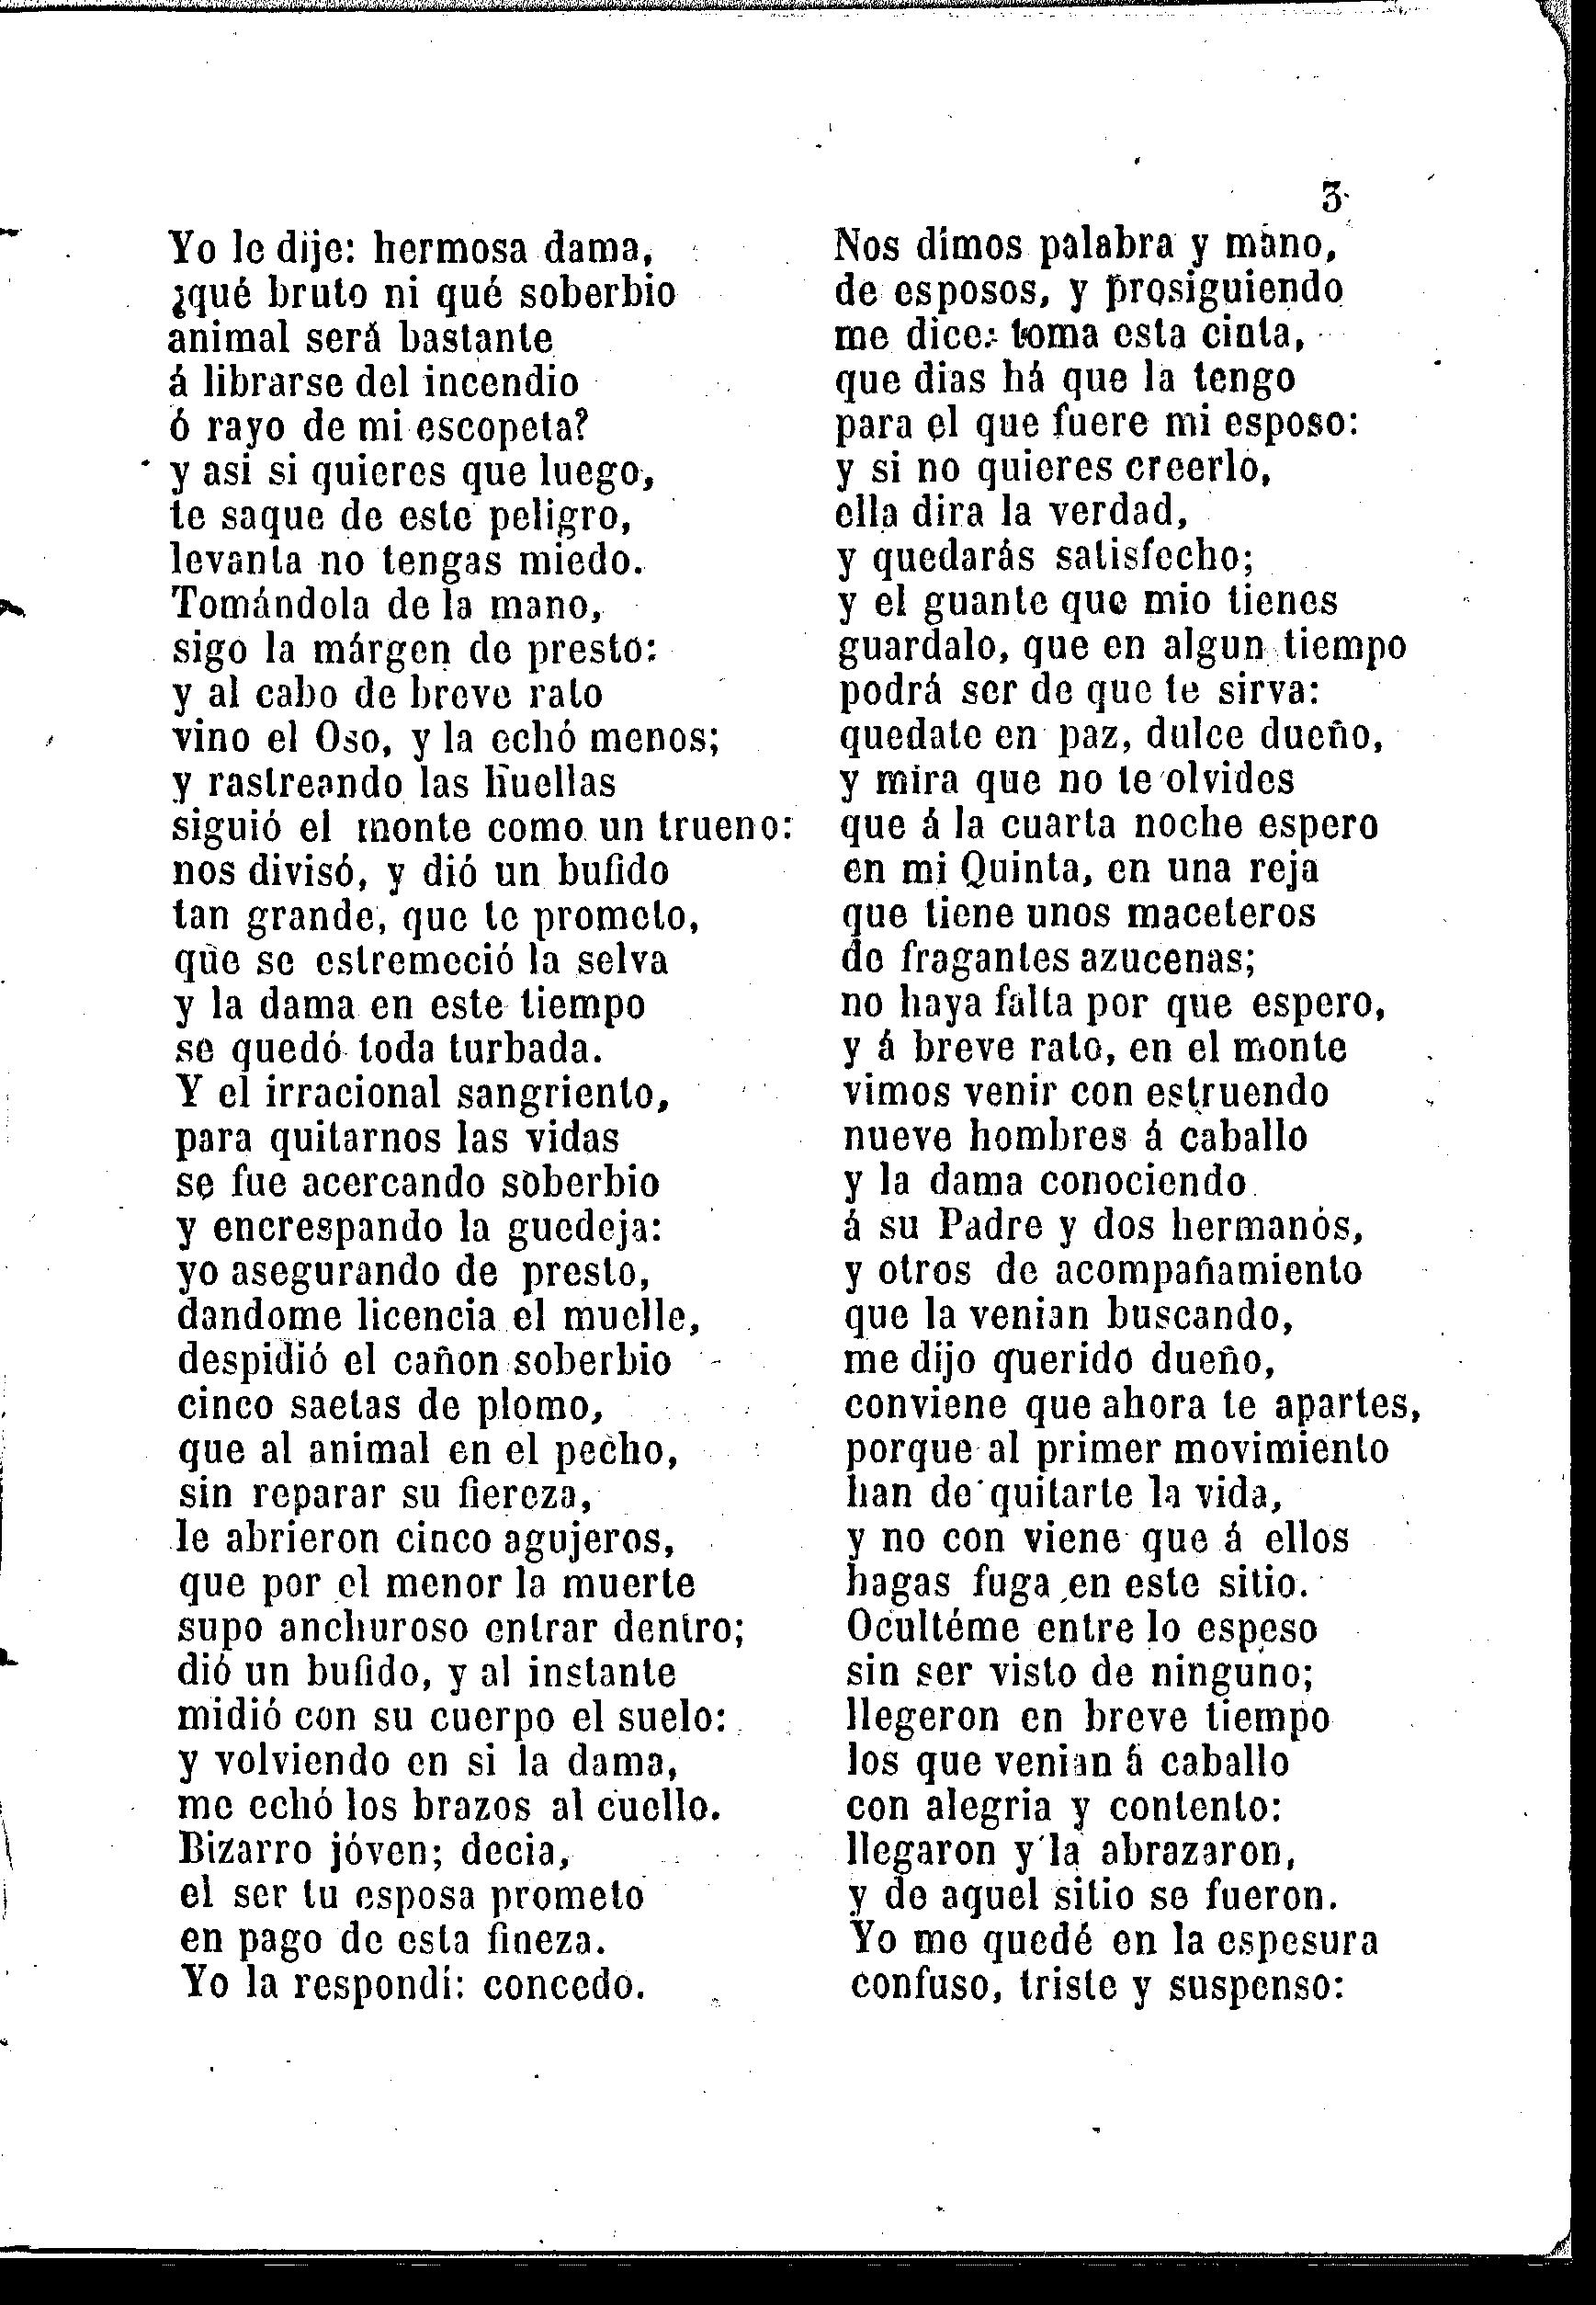 3
Yo le dije: hermosa dama,
¿qué bruto ni qué soberbio
animal será bastante
á librarse del incendio
ó rayo de mi escopeta?
y asi si quieres que luego,
te saque de este peligro,
levanta no tengas miedo.
Tomándola de la mano,
sigo la márgen de presto:
y al cabo de breve rato
vino el Oso, y la echó menos;
y rastreando las huellas
siguió el monte como un trueno:
nos divisó, y dió un bufido
tan grande, que te prometo,
que se estremeció la selva
y la dama en este tiempo
se quedó toda turbada.
Y el irracional sangriento,
para quitarnos las vidas
se fue acercando soberbio
y encrespando la guedeja:
yo asegurando de presto,
dandome licencia el muelle,
despidió el cañon soberbio
cinco saetas de plomo,
que al animal en el pecho,
sin reparar su fiereza,
le abrieron cinco agujeros,
que por el menor la muerte
supo anchuroso entrar dentro;
dió un bufido, y al instante
midió con su cuerpo el suelo:
y volviendo en si la dama,
me echó los brazos al cuello.
Bizarro jóven; decia,
el ser tu esposa prometo
en pago de esta fineza.
Yo la respondí: concedo.
Nos dimos palabra y mano,
de esposos, y prosiguiendo
me dice: toma esta cinta,
que dias há que la tengo
para el que fuere mi esposo:
y si no quieres creerlo,
ella dira la verdad,
y quedarás satisfecho;
y el guante que mio tienes
guardalo, que en algun tiempo
podrá ser de que te sirva:
quedate en paz, dulce dueño,
y mira que no te olvides
que á la cuarta noche espero
en mi Quinta, en una reja
que tiene unos maceteros
de fragantes azucenas;
no haya falta por que espero,
y á breve rato, en el monte
vimos venir con estruendo
nueve hombres á caballo
y la dama conociendo
á su Padre y dos hermanos,
y otros de acompañamiento
que la venian buscando,
me dijo querido dueño,
conviene que ahora te apartes,
porque al primer movimiento
han de quitarte la vida,
y no con viene que á ellos
hagas fuga en este sitio.
Ocultéme entre lo espeso
sin ser visto de ninguno;
llegeron en breve tiempo
los que venian á caballo
con alegria y contento:
llegaron y la abrazaron,
y de aquel sitio se fueron.
Yo me quedé en la espesura
confuso, triste y suspenso: